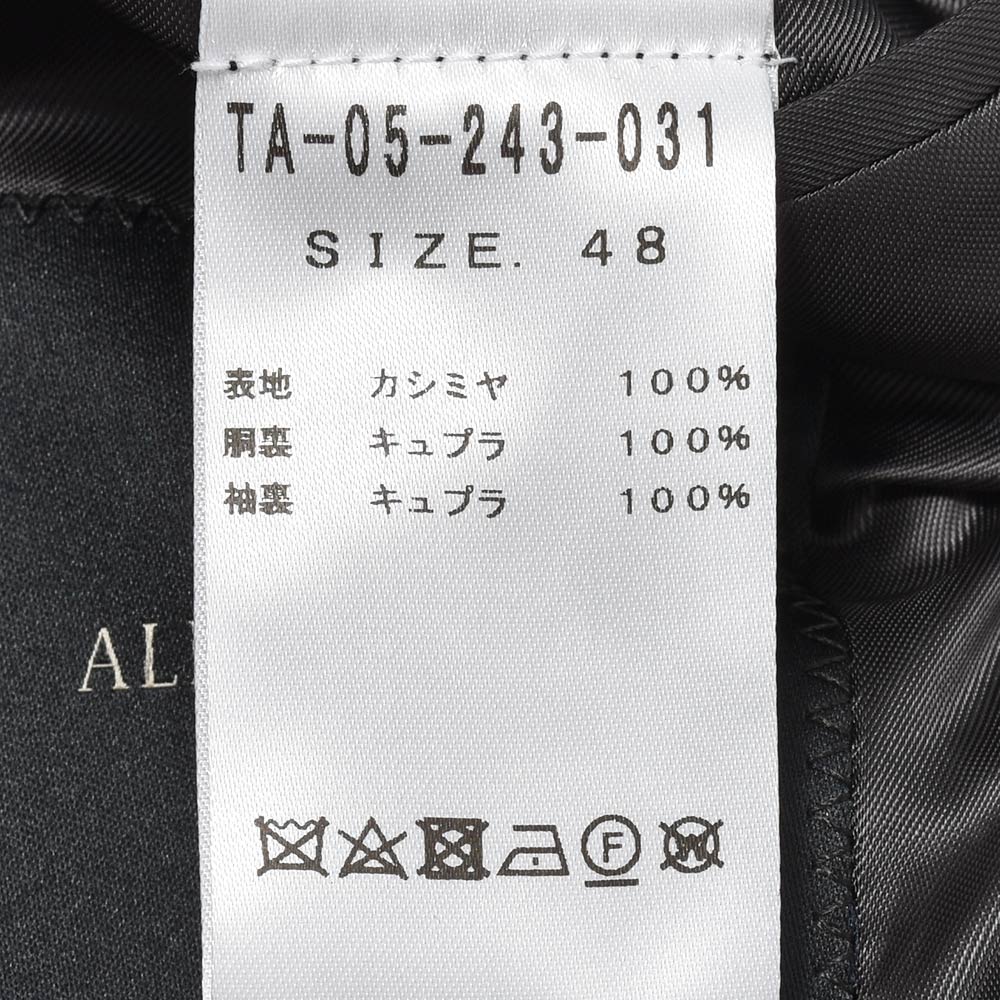 TA-05-243-031
SIZE. 48
表地 カシミヤ 100%
胴裏 キュプラ 100%
袖裏 キュプラ 100%
F
W